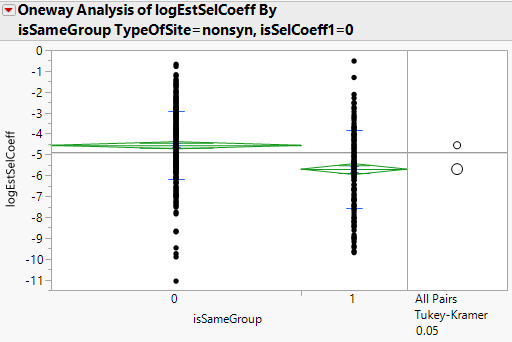 Oneway Analysis of logEstSelCoeff By
isSameGroup TypeOfSite=nonsyn, isSelCoeff1=0
logEstSelCoeff
0
-1
-2
-3
-4
-5
-6
-7
-8
-9
-10
-11
0
1
isSameGroup
All Pairs
Tukey-Kramer
0.05